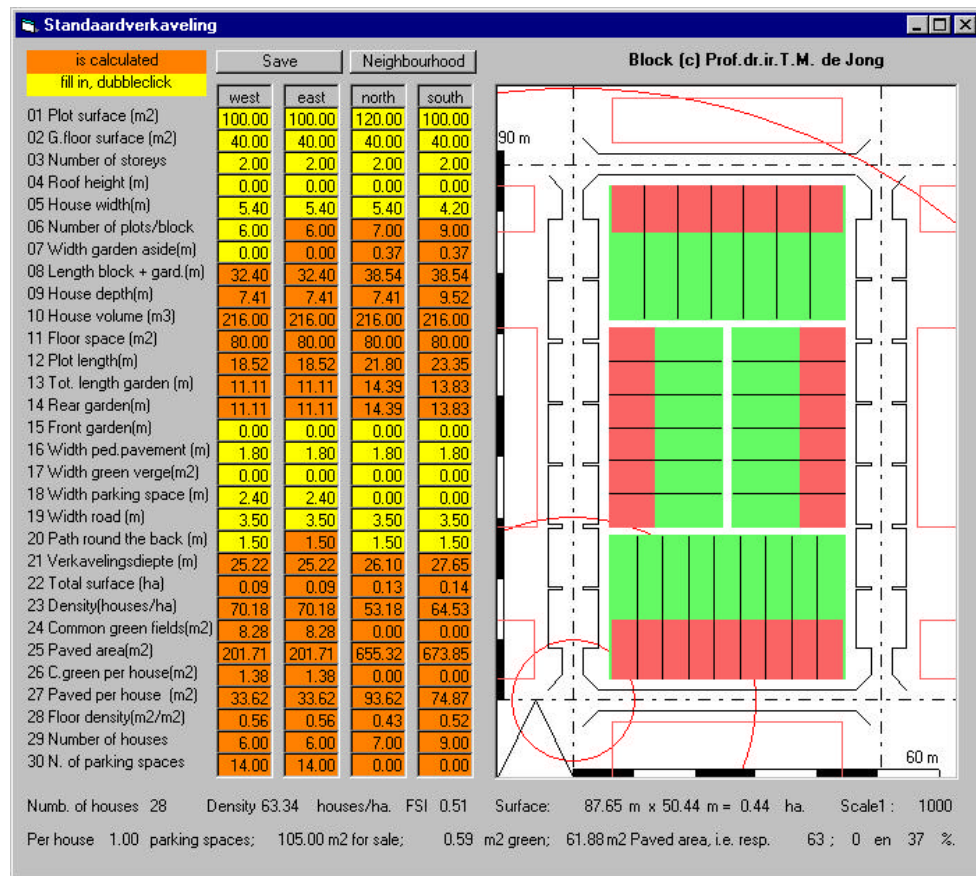 Standaardverkaveling
is calculated
fill in, dubbleclick
Save Neighbourhood
Block (c) Prof.dr.ir.T.M. de Jong
west east north south
01 Plot surface (m2) 100.00 100.00 120.00 100.00
02 G.floor surface (m2) 40.00 40.00 40.00 40.00
03 Number of storeys 2.00 2.00 2.00 2.00
04 Roof height (m) 0.00 0.00 0.00 0.00
05 House width(m) 5.40 5.40 5.40 4.20
06 Number of plots/block 6.00 6.00 7.00 9.00
07 Width garden aside(m) 0.00 0.00 0.37 0.37
08 Length block + gard.(m) 32.40 32.40 38.54 38.54
09 House depth(m) 7.41 7.41 7.41 9.52
10 House volume (m3) 216.00 216.00 216.00 216.00
11 Floor space (m2) 80.00 80.00 80.00 80.00
12 Plot length(m) 18.52 18.52 21.80 23.35
13 Tot. length garden (m) 11.11 11.11 14.39 13.83
14 Rear garden(m) 11.11 11.11 14.39 13.83
15 Front garden(m) 0.00 0.00 0.00 0.00
16 Width ped.pavement (m) 1.80 1.80 1.80 1.80
17 Width green verge(m2) 0.00 0.00 0.00 0.00
18 Width parking space (m) 2.40 2.40 0.00 0.00
19 Width road (m) 3.50 3.50 3.50 3.50
20 Path round the back (m) 1.50 1.50 1.50 1.50
21 Verkavelingsdiepte (m) 25.22 25.22 26.10 27.65
22 Total surface (ha) 0.09 0.09 0.13 0.14
23 Density(houses/ha) 70.18 70.18 53.18 64.53
24 Common green fields(m2) 8.28 8.28 0.00 0.00
25 Paved area(m2) 201.71 201.71 655.32 673.85
26 C.green per house(m2) 1.38 1.38 0.00 0.00
27 Paved per house (m2) 33.62 33.62 93.62 74.87
28 Floor density(m2/m2) 0.56 0.56 0.43 0.52
29 Number of houses 6.00 6.00 7.00 9.00
30 N. of parking spaces 14.00 14.00 0.00 0.00
90 m
60 m
Numb. of houses 28 Density 63.34 houses/ha. FSI 0.51 Surface: 87.65 m x 50.44 m = 0.44 ha. Scale1 : 1000
Per house 1.00 parking spaces; 105.00 m2 for sale; 0.59 m2 green; 61.88 m2 Paved area, i.e. resp. 63 ; 0 en 37 %.